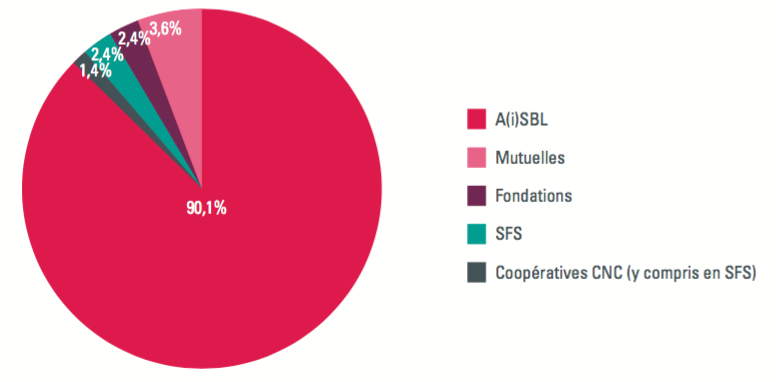 3,6%
2,4%
2,4%
1,4%
90,1%
A(i)SBL
Mutuelles
Fondations
SFS
Coopératives CNC (y compris en SFS)